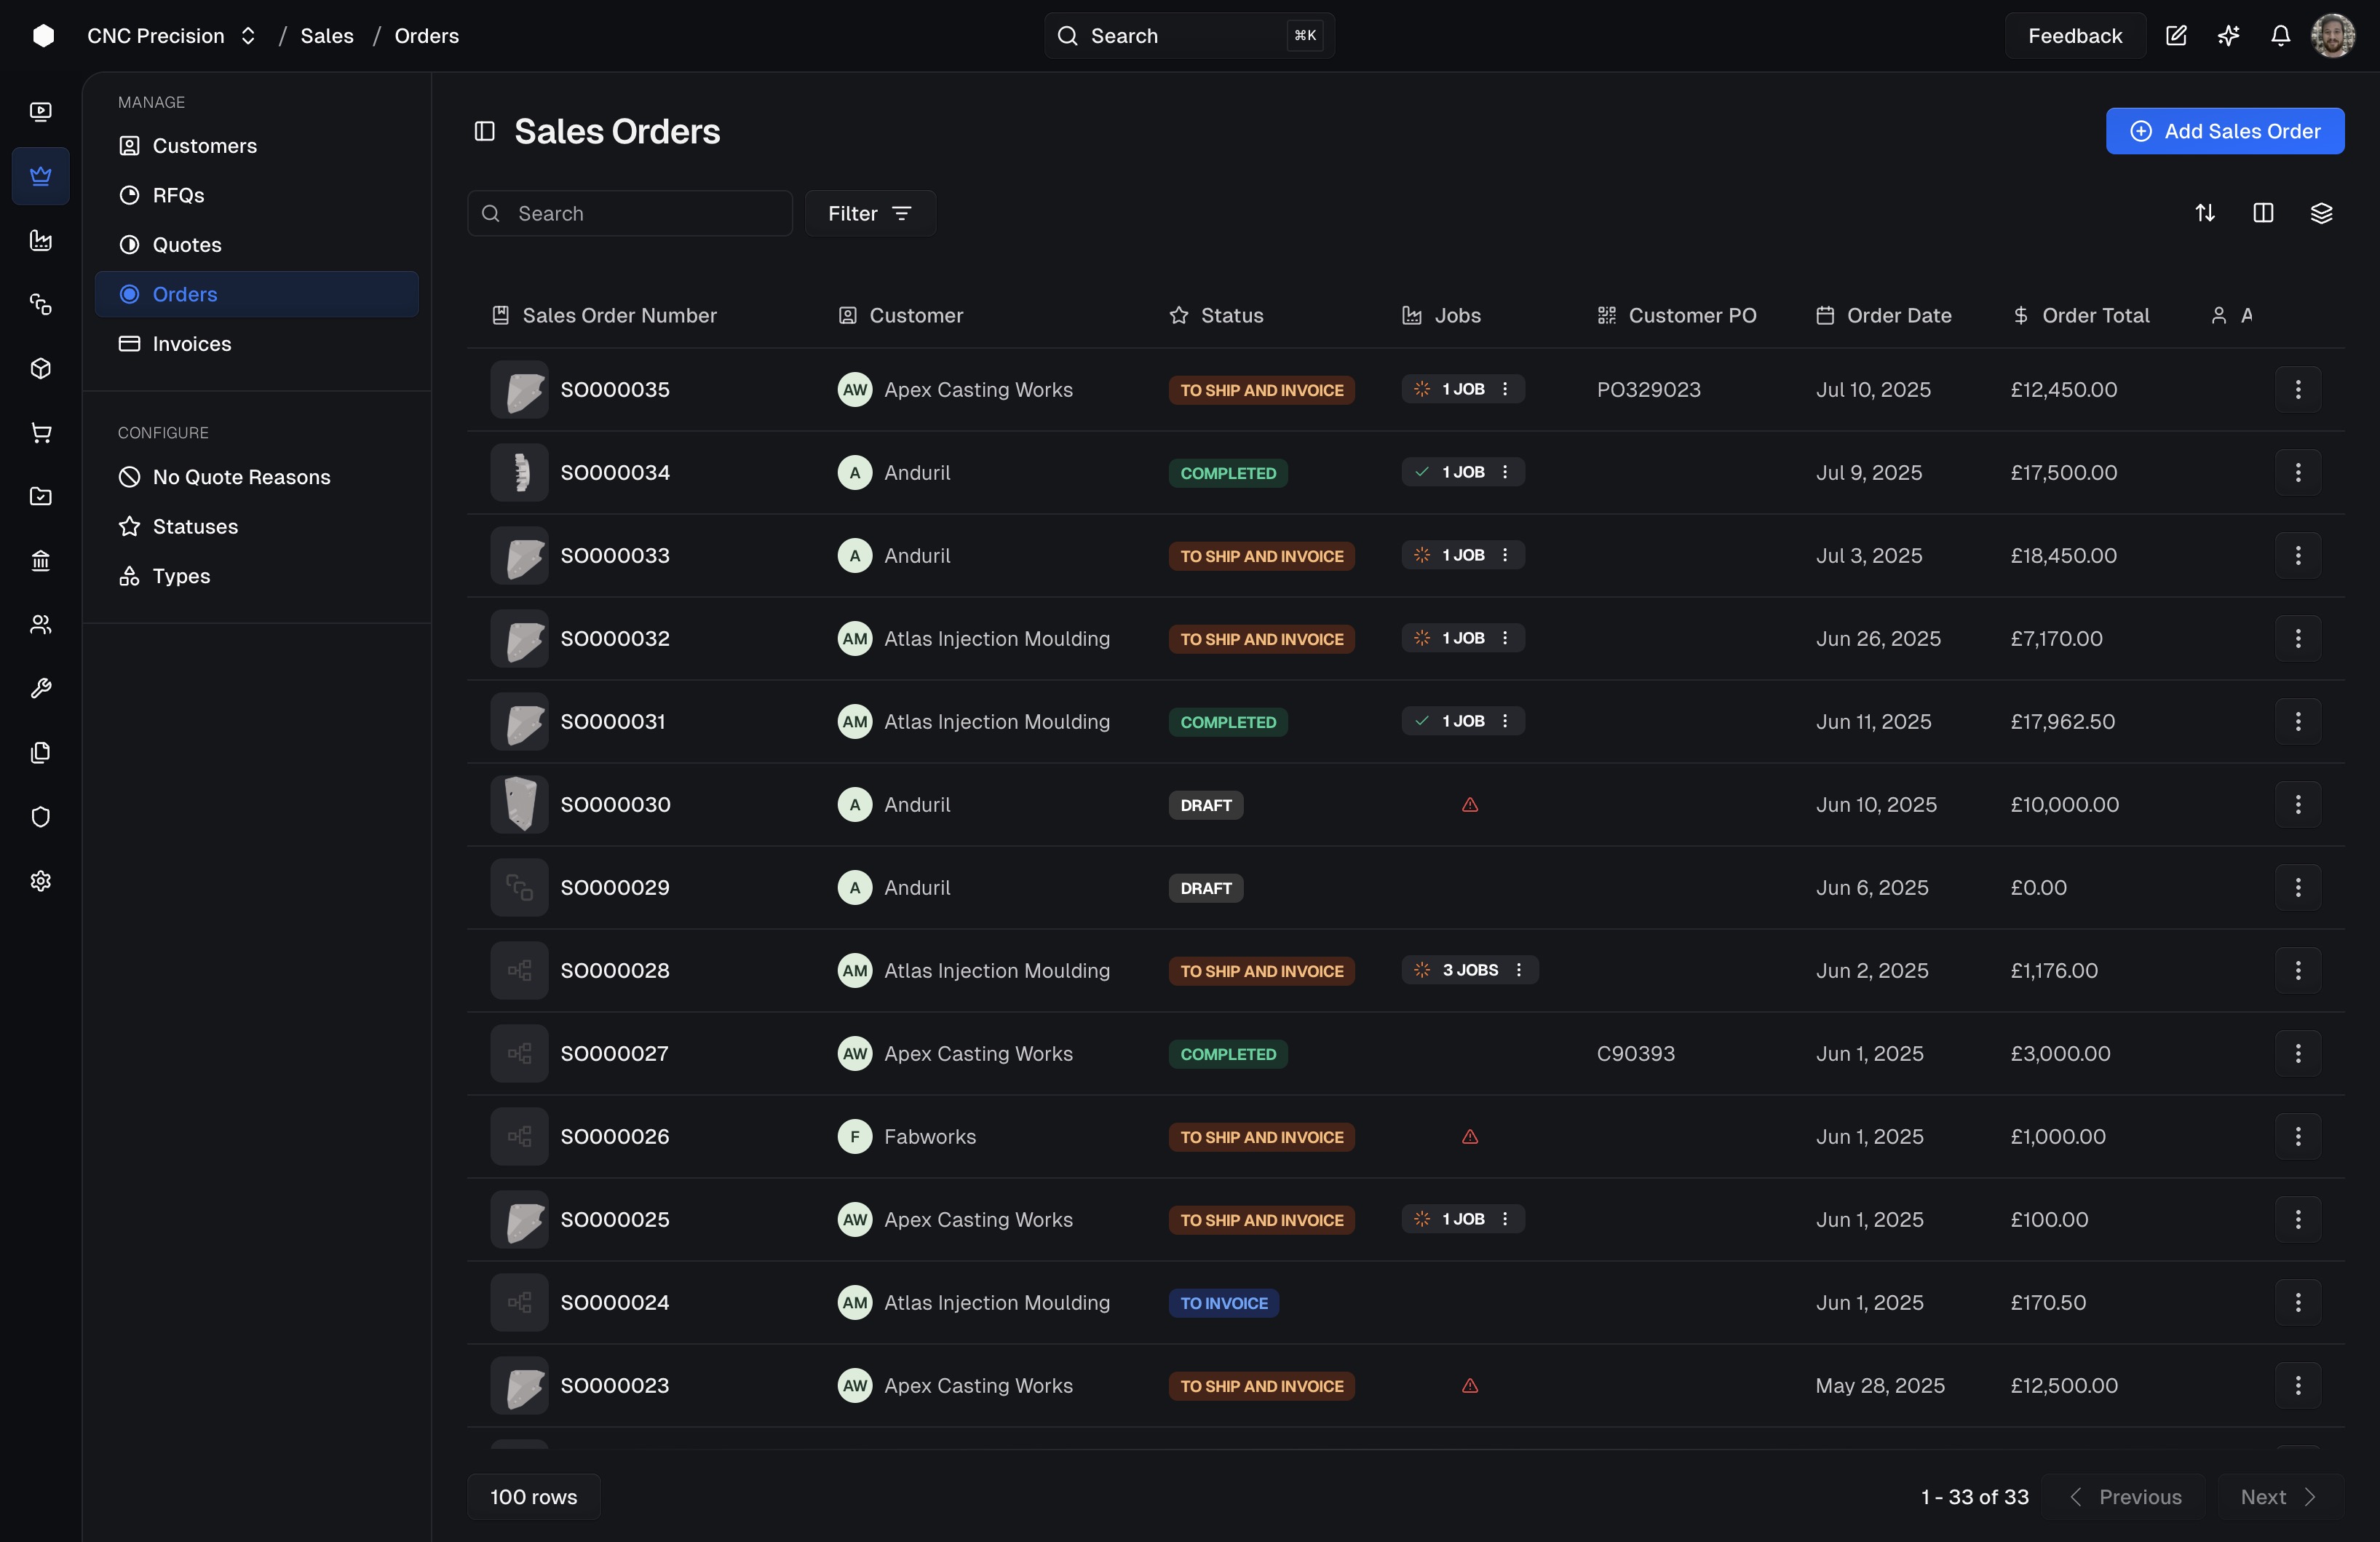 CNC Precision / Sales / Orders
Search ⌘K
Feedback
MANAGE
Customers
RFQs
Quotes
Orders
Invoices
CONFIGURE
No Quote Reasons
Statuses
Types
Sales Orders
Add Sales Order
Search
Filter
Sales Order Number Customer Status Jobs Customer PO Order Date Order Total A
SO000035 AW Apex Casting Works TO SHIP AND INVOICE 1 JOB PO329023 Jul 10, 2025 £12,450.00
SO000034 A Anduril COMPLETED 1 JOB Jul 9, 2025 £17,500.00
SO000033 A Anduril TO SHIP AND INVOICE 1 JOB Jul 3, 2025 £18,450.00
SO000032 AM Atlas Injection Moulding TO SHIP AND INVOICE 1 JOB Jun 26, 2025 £7,170.00
SO000031 AM Atlas Injection Moulding COMPLETED 1 JOB Jun 11, 2025 £17,962.50
SO000030 A Anduril DRAFT Jun 10, 2025 £10,000.00
SO000029 A Anduril DRAFT Jun 6, 2025 £0.00
SO000028 AM Atlas Injection Moulding TO SHIP AND INVOICE 3 JOBS Jun 2, 2025 £1,176.00
SO000027 AW Apex Casting Works COMPLETED C90393 Jun 1, 2025 £3,000.00
SO000026 F Fabworks TO SHIP AND INVOICE Jun 1, 2025 £1,000.00
SO000025 AW Apex Casting Works TO SHIP AND INVOICE 1 JOB Jun 1, 2025 £100.00
SO000024 AM Atlas Injection Moulding TO INVOICE Jun 1, 2025 £170.50
SO000023 AW Apex Casting Works TO SHIP AND INVOICE May 28, 2025 £12,500.00
100 rows
1 - 33 of 33
Previous
Next